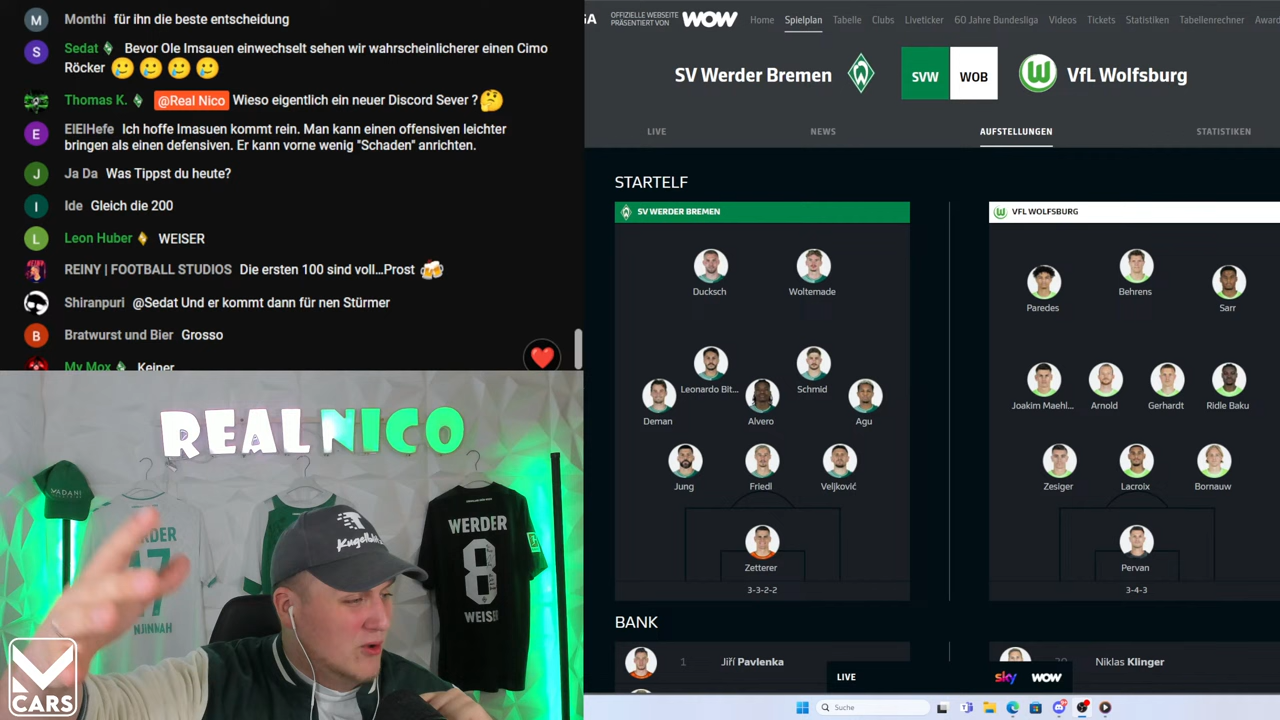 Monthi für ihn die beste entscheidung
Sedat Bevor Ole Imsauen einwechselt sehen wir wahrscheinlicherer einen Cimo
Röcker
Thomas K. @Real Nico Wieso eigentlich ein neuer Discord Sever ?
EIEIHefe Ich hoffe Imasuen kommt rein. Man kann einen offensiven leichter
bringen als einen defensiven. Er kann vorne wenig "Schaden" anrichten.
Ja Da Was Tippst du heute?
Ide Gleich die 200
Leon Huber WEISER
REINY | FOOTBALL STUDIOS Die ersten 100 sind voll...Prost
Shiranpuri @Sedat Und er kommt dann für nen Stürmer
Bratwurst und Bier Grosso
My Mox Keiner
REALNICO
WERDER
8
WEISER
WERDER
17
NJINMAH
CARS
OFFIZIELLE WEBSEITE
PRÄSENTIERT VON
WOW
Home Spielplan Tabelle Clubs Liveticker 60 Jahre Bundesliga Videos Tickets Statistiken Tabellenrechner Awar
SV Werder Bremen SVW WOB VfL Wolfsburg
LIVE NEWS AUFSTELLUNGEN STATISTIKEN
STARTELF
SV WERDER BREMEN
Ducksch Woltemade
Leonardo Bit... Schmid
Deman Alvero Agu
Jung Friedl Veljković
Zetterer
3-3-2-2
VFL WOLFSBURG
Paredes Behrens Sarr
Joakim Maehl... Arnold Gerhardt Ridle Baku
Zesiger Lacroix Bornauw
Pervan
3-4-3
BANK
1 Jiří Pavlenka
Niklas Klinger
LIVE sky WOW
Suche